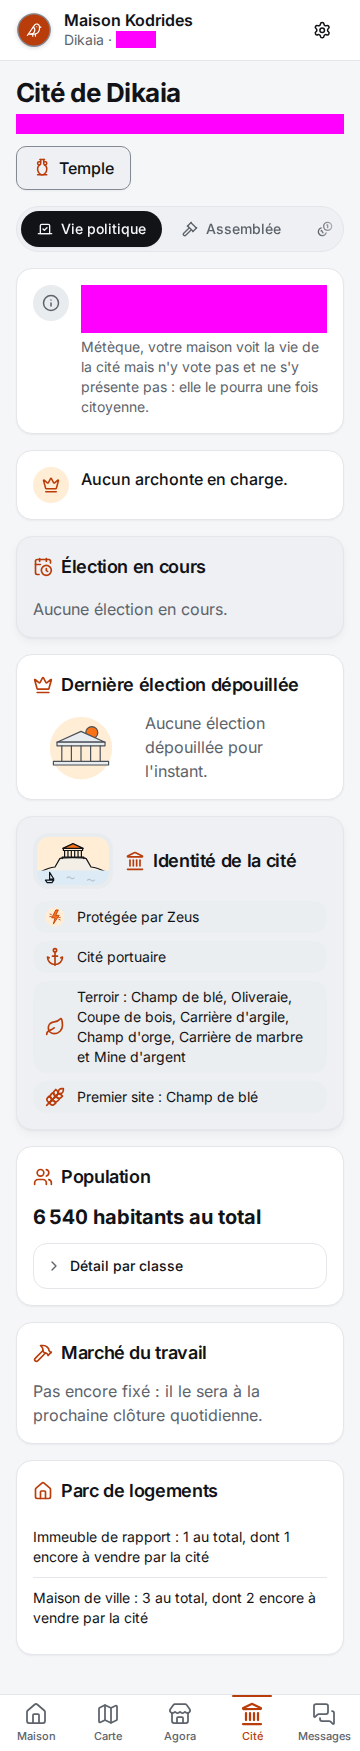 Maison Kodrides
Dikaia ·
Cité de Dikaia
Temple
Vie politique
Assemblée
Métèque, votre maison voit la vie de
la cité mais n'y vote pas et ne s'y
présente pas : elle le pourra une fois
citoyenne.
Aucun archonte en charge.
Élection en cours
Aucune élection en cours.
Dernière élection dépouillée
Aucune élection
dépouillée pour
l'instant.
Identité de la cité
Protégée par Zeus
Cité portuaire
Terroir : Champ de blé, Oliveraie,
Coupe de bois, Carrière d'argile,
Champ d'orge, Carrière de marbre
et Mine d'argent
Premier site : Champ de blé
Population
6 540 habitants au total
Détail par classe
Marché du travail
Pas encore fixé : il le sera à la
prochaine clôture quotidienne.
Parc de logements
Immeuble de rapport : 1 au total, dont 1
encore à vendre par la cité
Maison de ville : 3 au total, dont 2 encore à
vendre par la cité
Maison
Carte
Agora
Cité
Messages